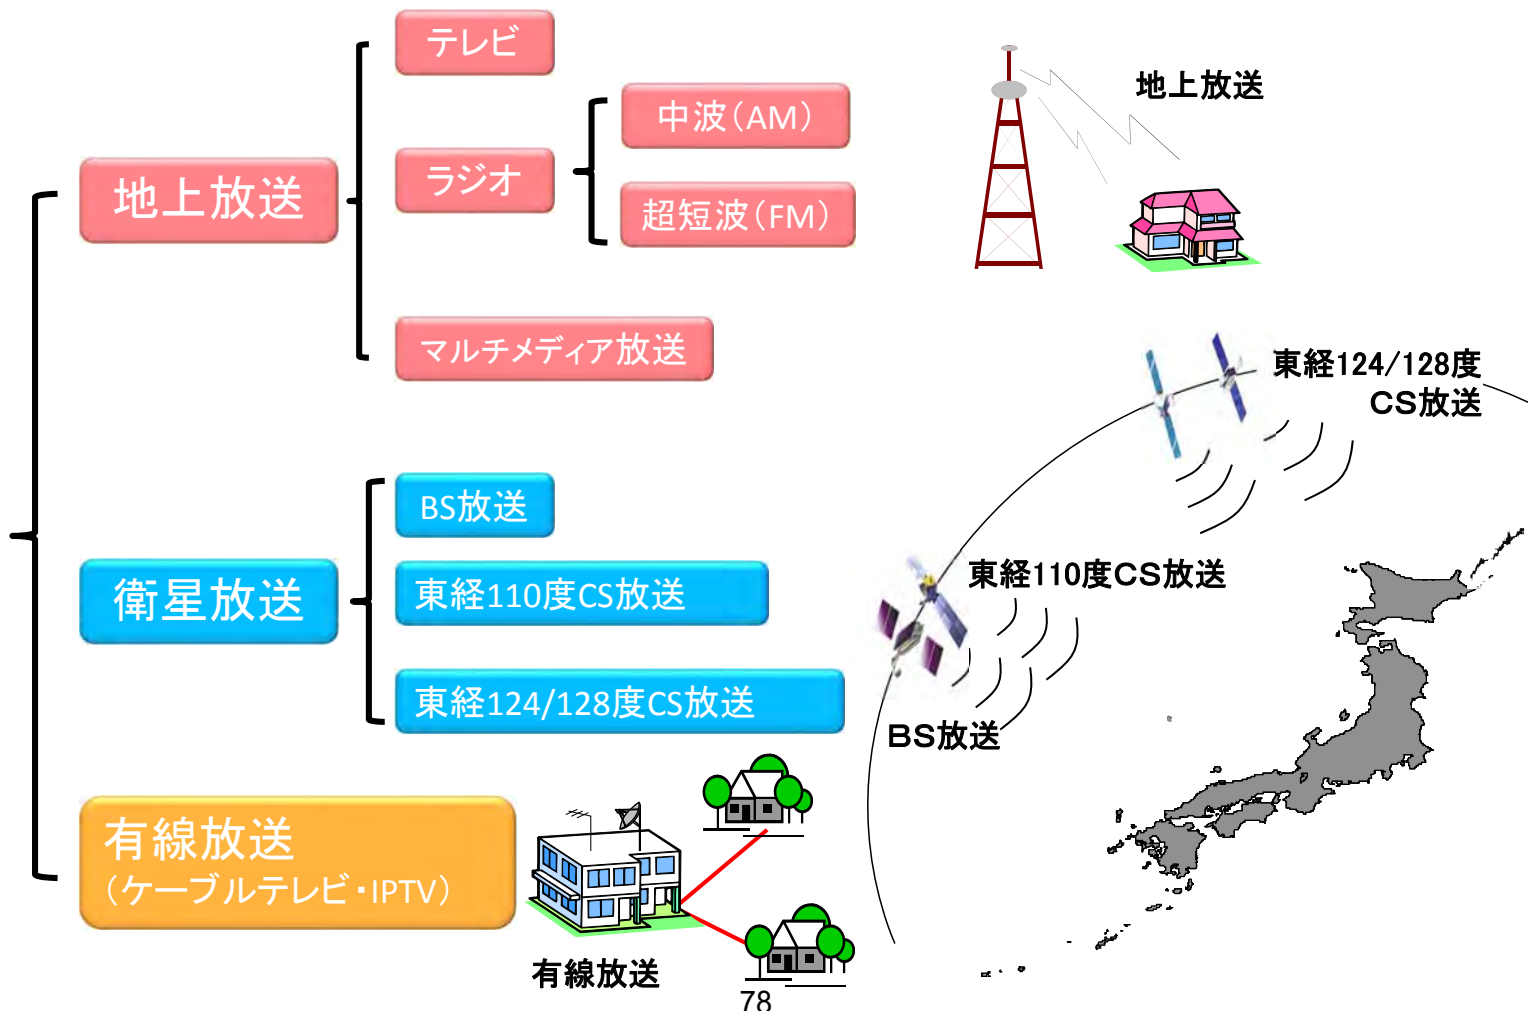 テレビ
中波（AM）
ラジオ
地上放送
超短波（FM）
マルチメディア放送
地上放送
BS放送
衛星放送
東経110度CS放送
東経124/128度CS放送
東経124/128度
CS放送
東経110度CS放送
BS放送
有線放送
（ケーブルテレビ・IPTV）
有線放送
78